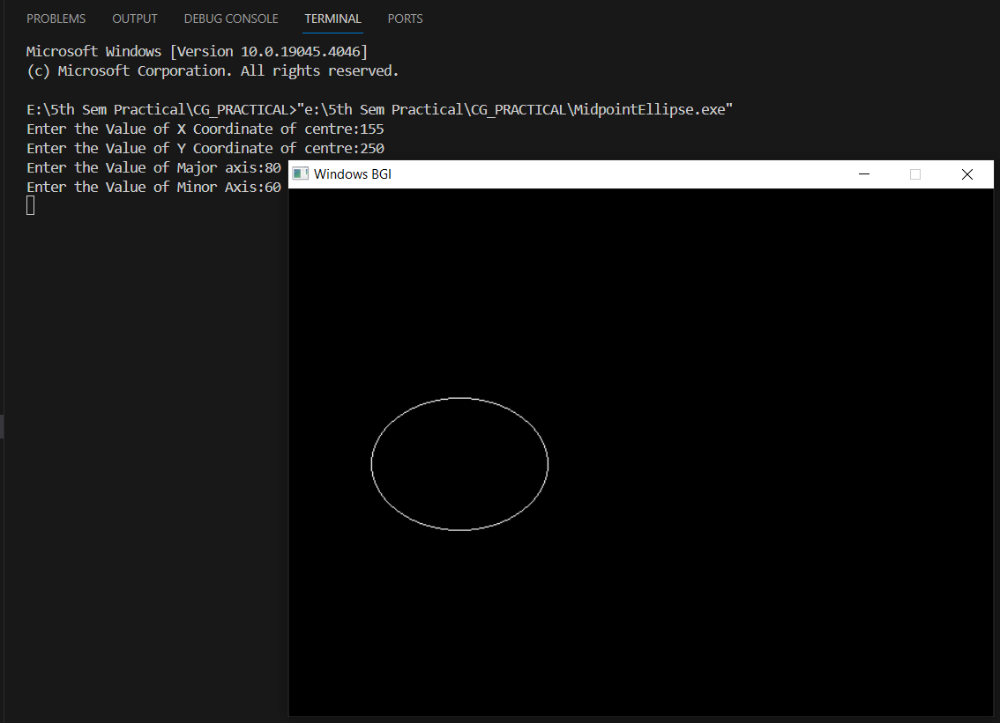 PROBLEMS OUTPUT DEBUG CONSOLE TERMINAL PORTS
Microsoft Windows [Version 10.0.19045.4046]
(c) Microsoft Corporation. All rights reserved.
E:\5th Sem Practical\CG_PRACTICAL>"e:\5th Sem Practical\CG_PRACTICAL\MidpointEllipse.exe"
Enter the Value of X Coordinate of centre:155
Enter the Value of Y Coordinate of centre:250
Enter the Value of Major axis:80
Enter the Value of Minor Axis:60
Windows BGI